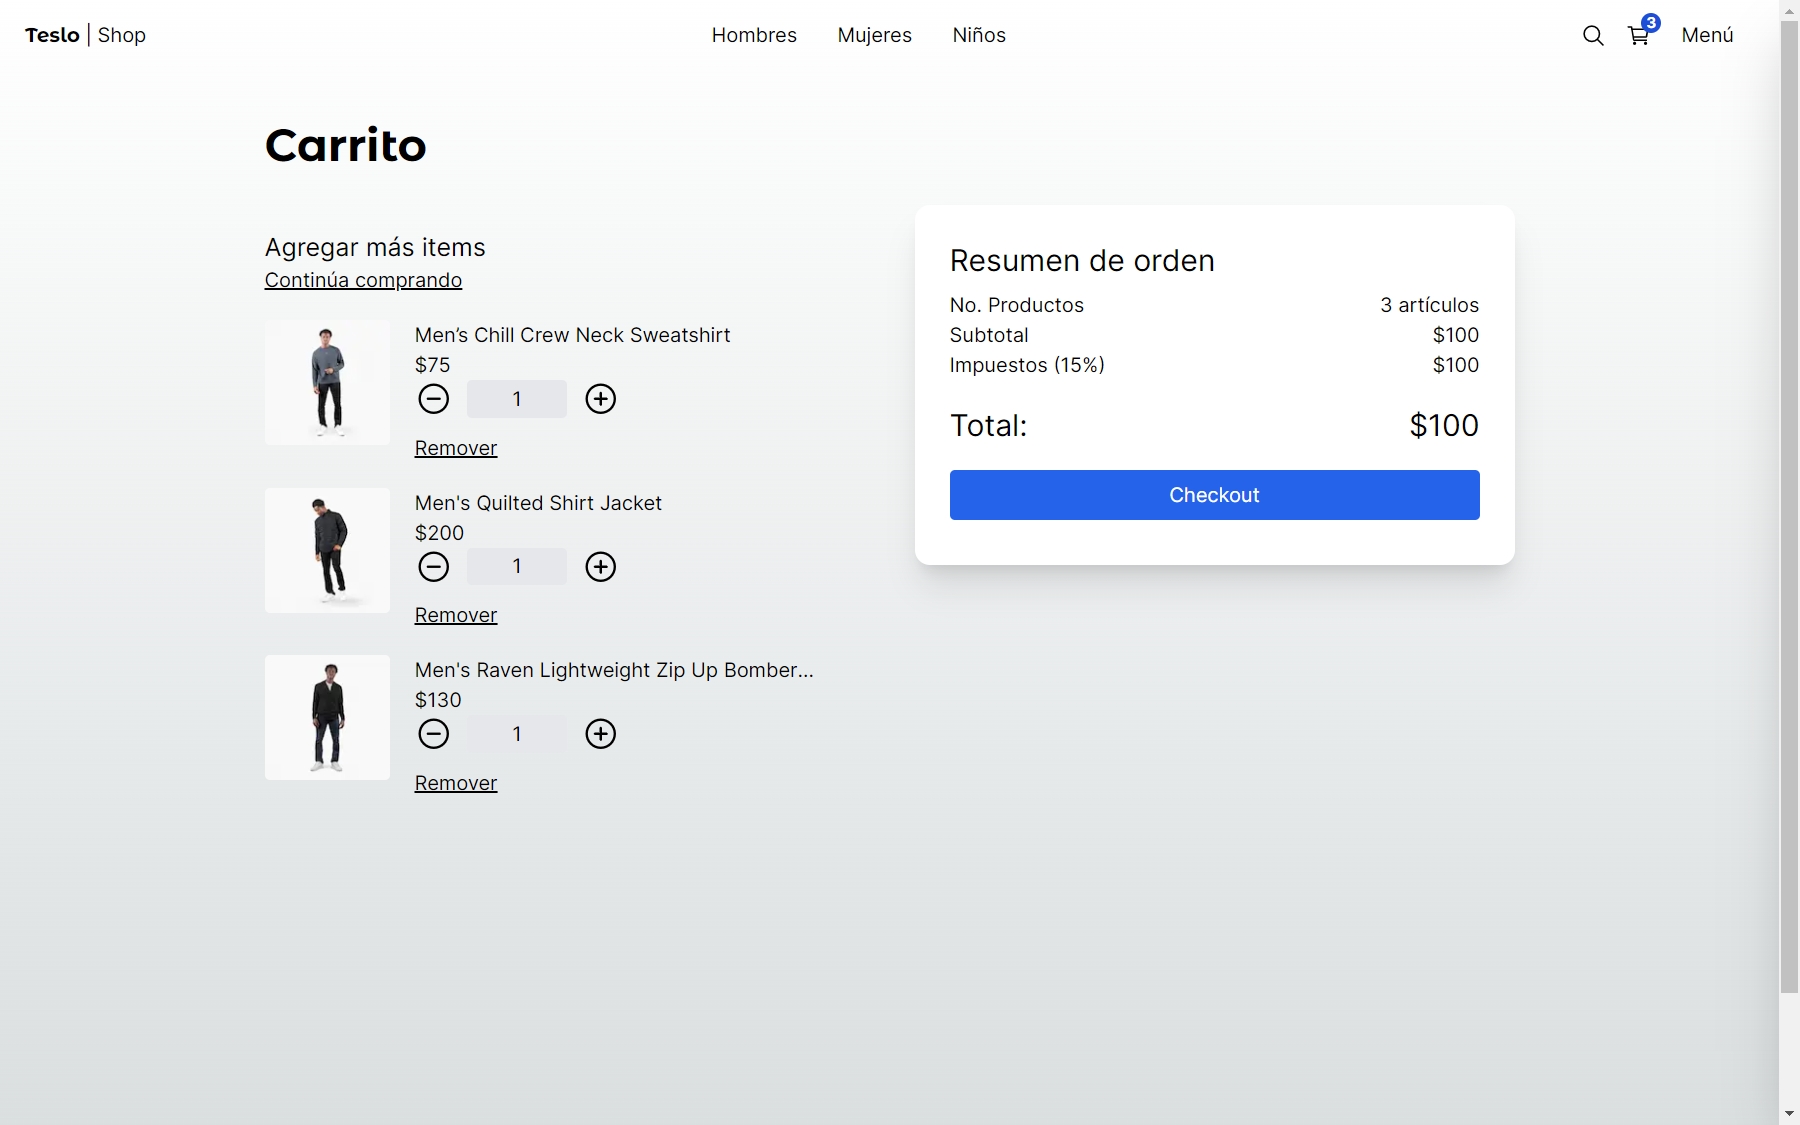 Teslo | Shop
Hombres Mujeres Niños
3
Menú
Carrito
Agregar más items
Continúa comprando
Men’s Chill Crew Neck Sweatshirt
$75
1
Remover
Men's Quilted Shirt Jacket
$200
1
Remover
Men's Raven Lightweight Zip Up Bomber...
$130
1
Remover
Resumen de orden
No. Productos 3 artículos
Subtotal $100
Impuestos (15%) $100
Total: $100
Checkout